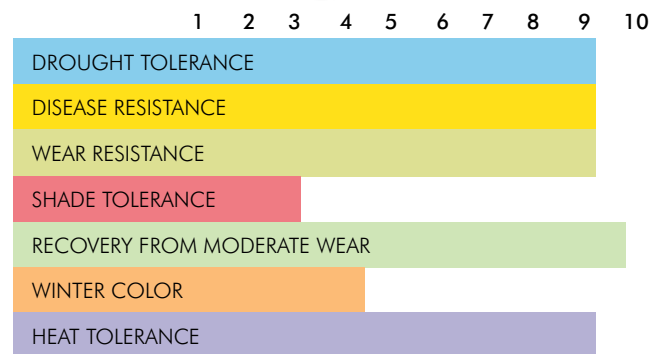 1 2 3 4 5 6 7 8 9 10
DROUGHT TOLERANCE
DISEASE RESISTANCE
WEAR RESISTANCE
SHADE TOLERANCE
RECOVERY FROM MODERATE WEAR
WINTER COLOR
HEAT TOLERANCE